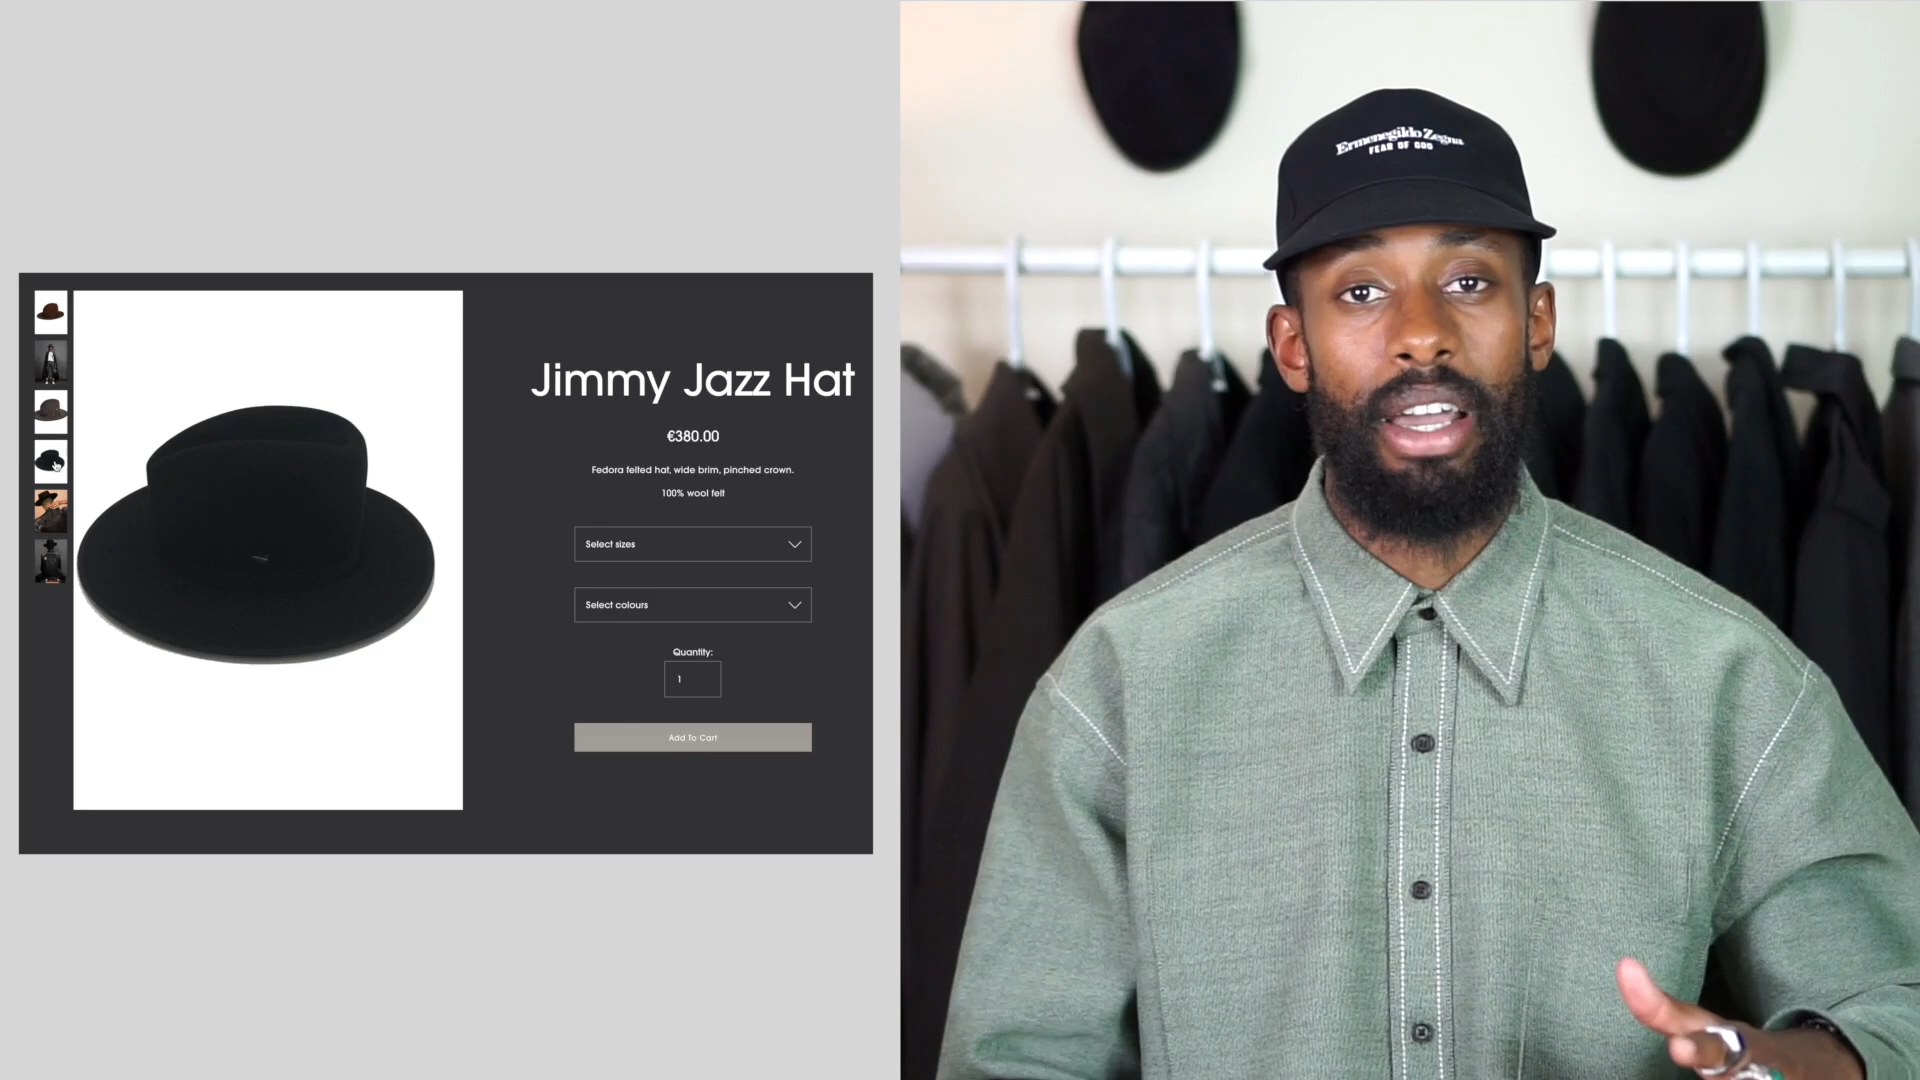 Jimmy Jazz Hat
€380.00
Fedora felted hat, wide brim, pinched crown.
100% wool felt
Select sizes
Select colours
Quantity:
1
Add To Cart
Ermenegildo Zegna
FEAR OF GOD